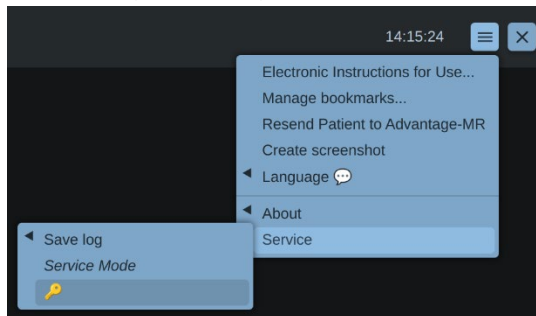 14:15:24
Electronic Instructions for Use...
Manage bookmarks...
Resend Patient to Advantage-MR
Create screenshot
Language 💬
About
Service
Save log
Service Mode
🔑